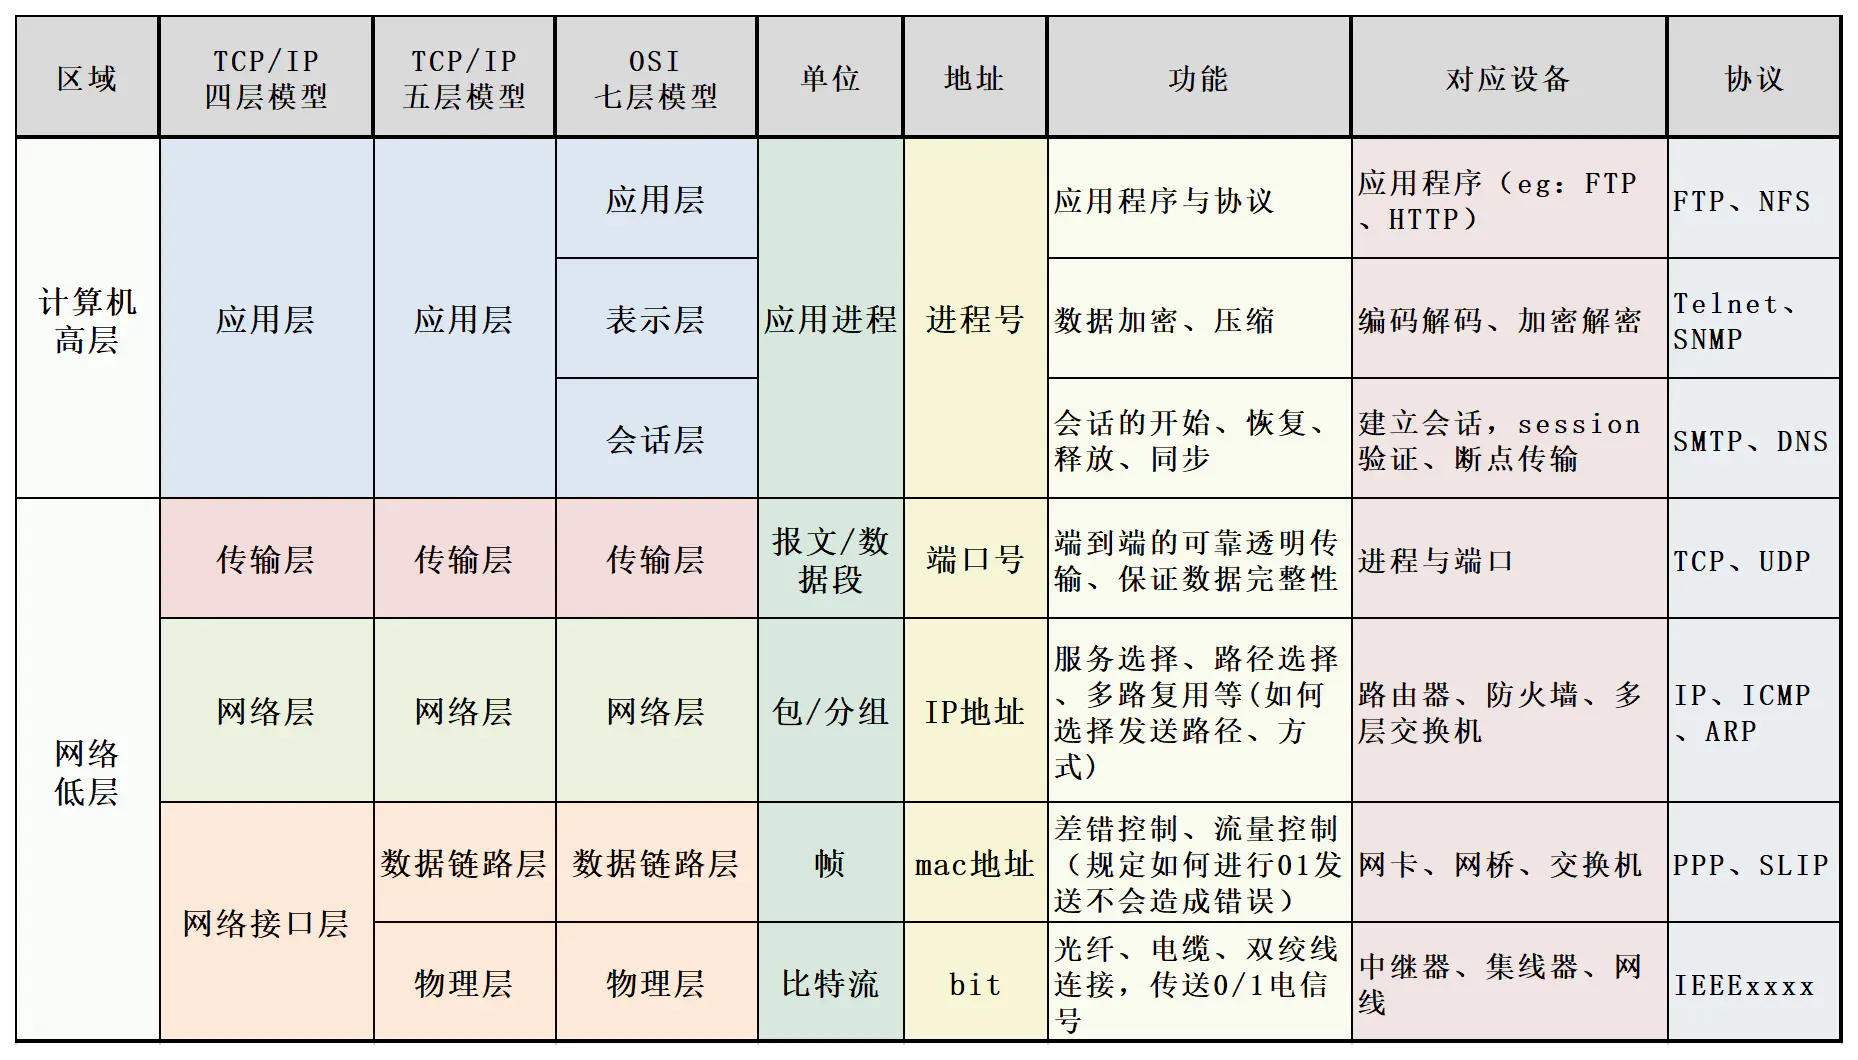 区域
TCP/IP
四层模型
TCP/IP
五层模型
OSI
七层模型
单位
地址
功能
对应设备
协议
计算机
高层
应用层
应用层
应用层
应用进程
进程号
应用程序与协议
应用程序（eg：FTP
、HTTP）
FTP、NFS
表示层
数据加密、压缩
编码解码、加密解密
Telnet、
SNMP
会话层
会话的开始、恢复、
释放、同步
建立会话，session
验证、断点传输
SMTP、DNS
网络
低层
传输层
传输层
传输层
报文/数
据段
端口号
端到端的可靠透明传
输、保证数据完整性
进程与端口
TCP、UDP
网络层
网络层
网络层
包/分组
IP地址
服务选择、路径选择
、多路复用等(如何
选择发送路径、方
式)
路由器、防火墙、多
层交换机
IP、ICMP
、ARP
网络接口层
数据链路层
数据链路层
帧
mac地址
差错控制、流量控制
（规定如何进行01发
送不会造成错误）
网卡、网桥、交换机
PPP、SLIP
物理层
物理层
比特流
bit
光纤、电缆、双绞线
连接，传送0/1电信
号
中继器、集线器、网
线
IEEExxxx